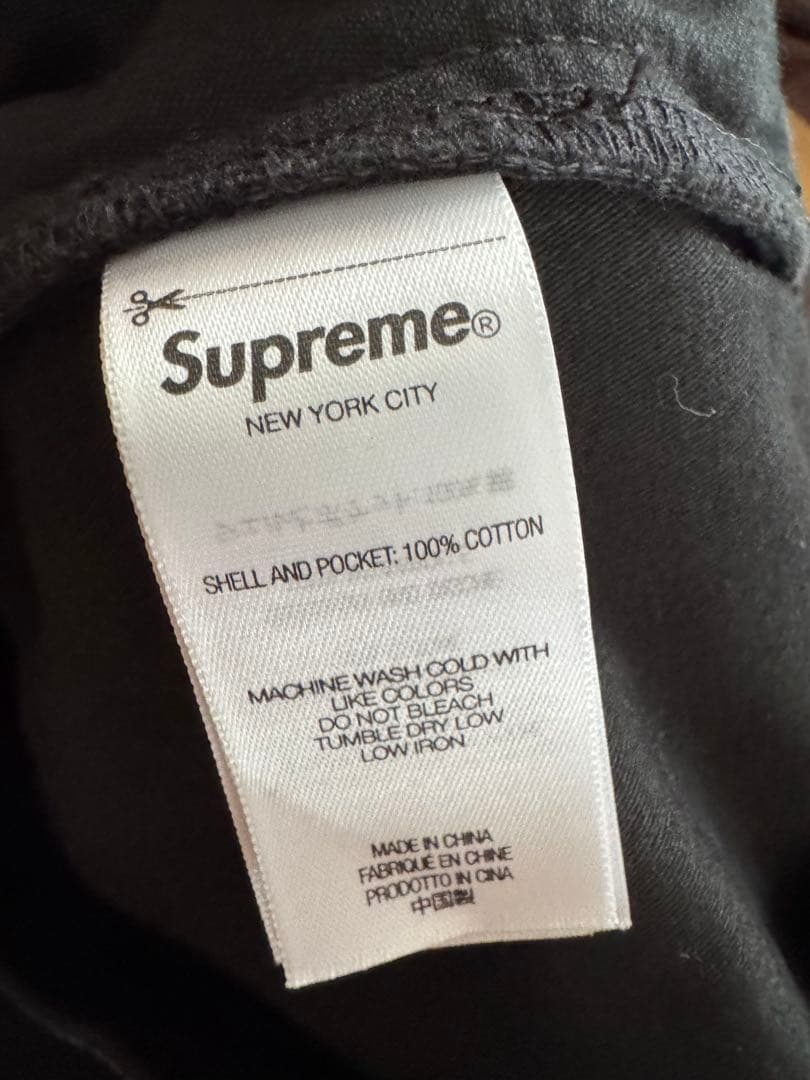 Supreme®
NEW YORK CITY
SHELL AND POCKET: 100% COTTON
MACHINE WASH COLD WITH
LIKE COLORS
DO NOT BLEACH
TUMBLE DRY LOW
LOW IRON
MADE IN CHINA
FABRIQUÉ EN CHINE
PRODOTTO IN CINA
中国製